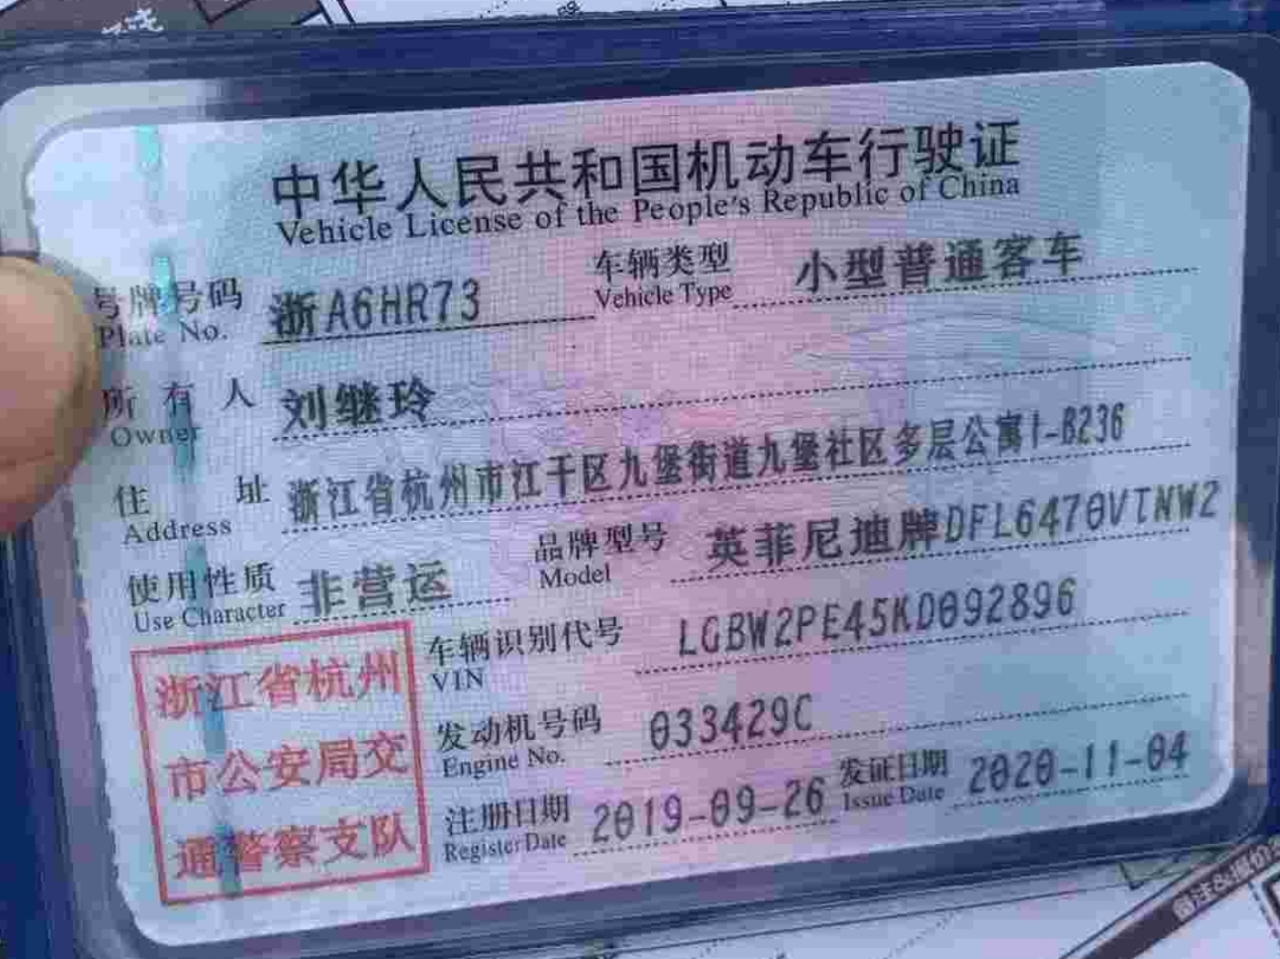 中华人民共和国机动车行驶证
Vehicle License of the People's Republic of China
号牌号码 浙A6HR73 车辆类型 小型普通客车
Plate No. Vehicle Type
所有人 刘继玲
Owner
住址 浙江省杭州市江干区九堡街道九堡社区多层公寓1-B236
Address
使用性质 非营运 品牌型号 英菲尼迪牌DFL6470VTNW2
Use Character Model
车辆识别代号 LGBW2PE45KD092896
VIN
发动机号码 033429C
Engine No.
注册日期 2019-09-26 发证日期 2020-11-04
Register Date Issue Date
浙江省杭州
市公安局交
通警察支队
备注&报价